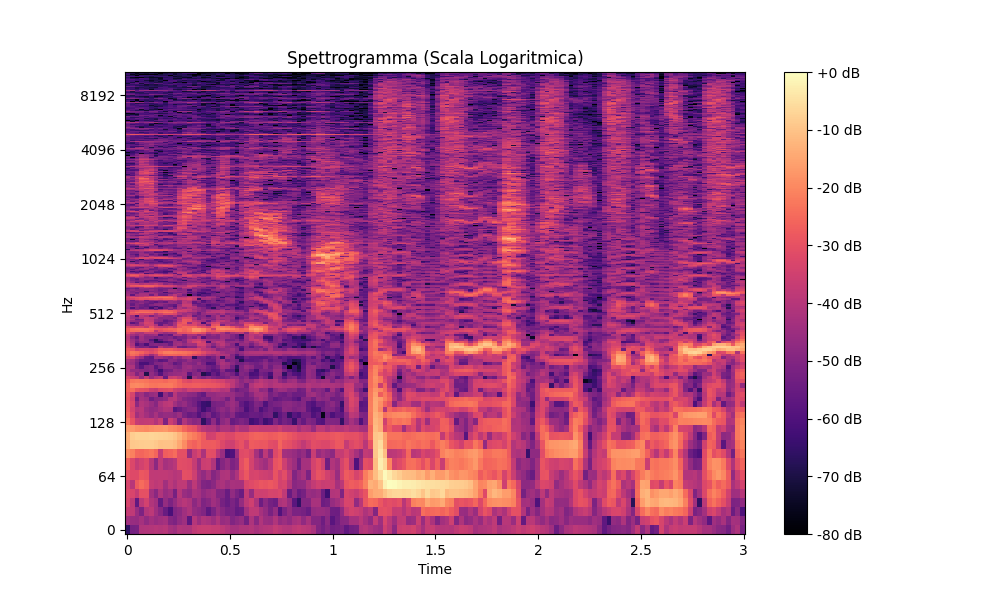 Spettrogramma (Scala Logaritmica)
Hz
8192
4096
2048
1024
512
256
128
64
0
0 0.5 1 1.5 2 2.5 3
Time
+0 dB
-10 dB
-20 dB
-30 dB
-40 dB
-50 dB
-60 dB
-70 dB
-80 dB